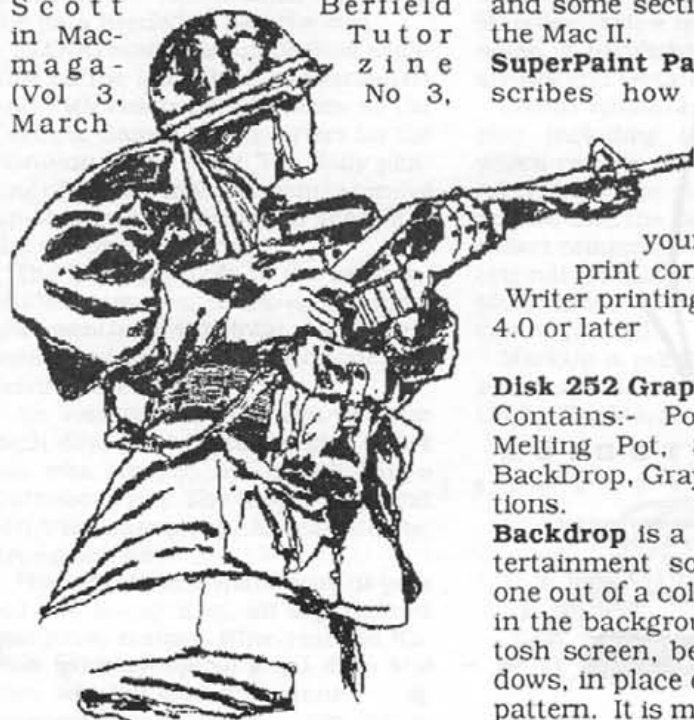 Scott Berfield
in Mac- Tutor
maga- zine
(Vol 3, No 3,
March
and some secti
the Mac II.
SuperPaint Pa
scribes how
your
print cor
Writer printing
4.0 or later
Disk 252 Grap
Contains:- Po
Melting Pot,
BackDrop, Gray
tions.
Backdrop is a
tertainment so
one out of a col
in the backgrou
tosh screen, be
dows, in place o
pattern. It is m